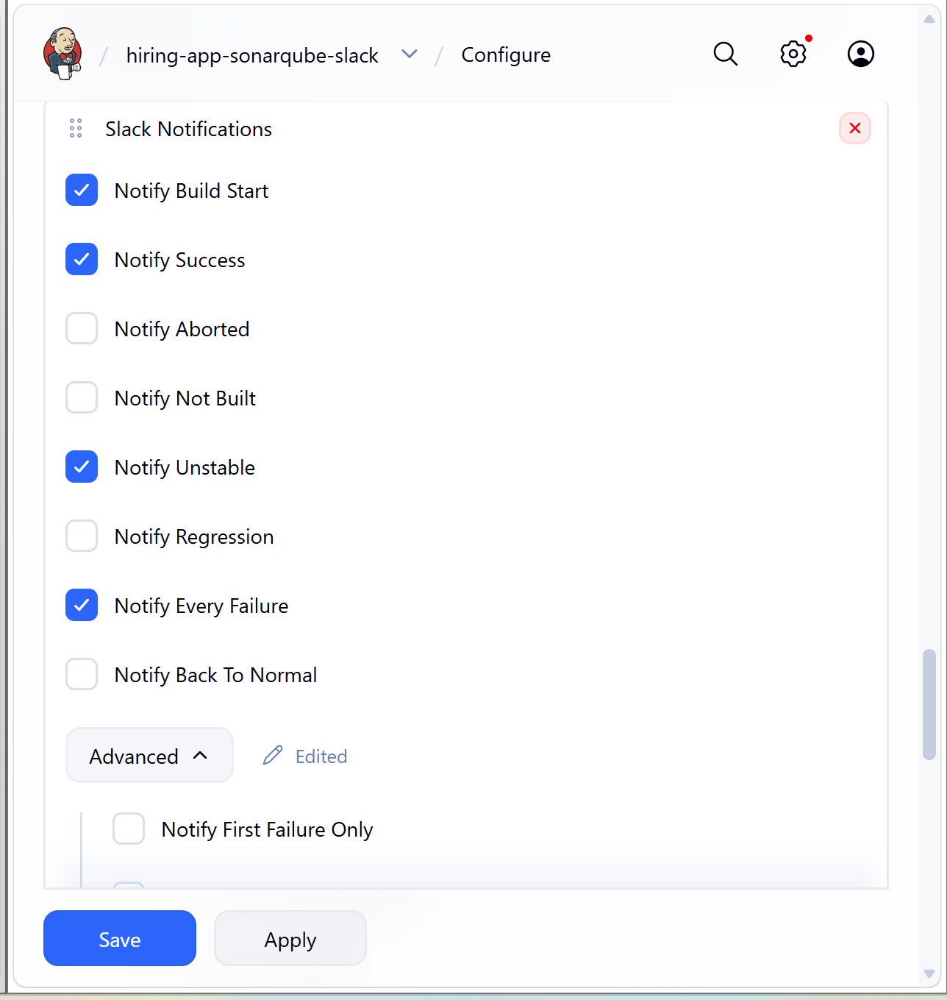 / hiring-app-sonarqube-slack / Configure
Slack Notifications
Notify Build Start
Notify Success
Notify Aborted
Notify Not Built
Notify Unstable
Notify Regression
Notify Every Failure
Notify Back To Normal
Advanced Edited
Notify First Failure Only
Save Apply